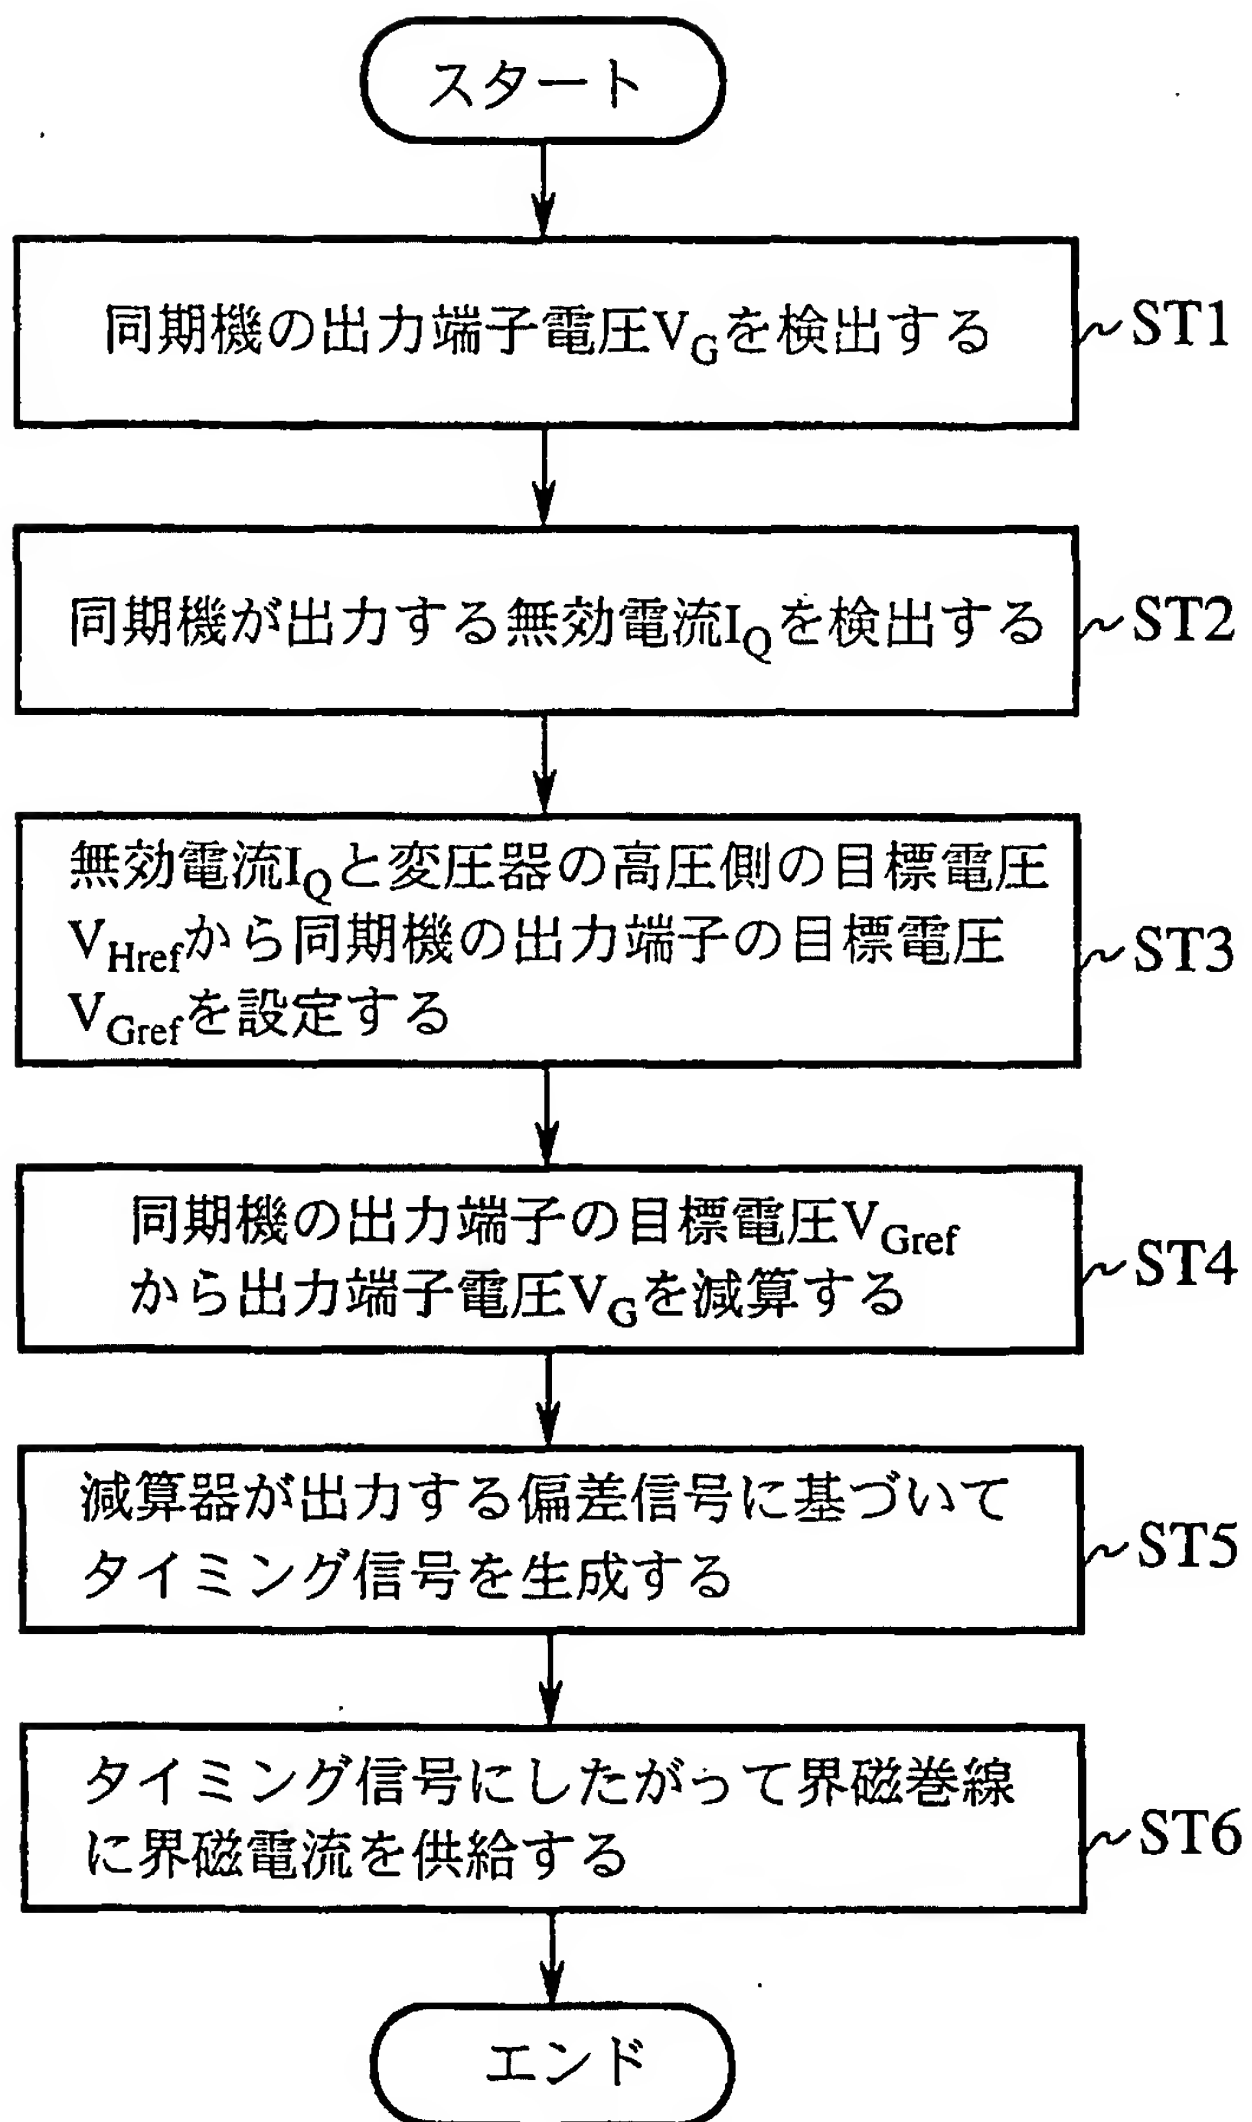 スタート
同期機の出力端子電圧VGを検出する
ST1
同期機が出力する無効電流IQを検出する
ST2
無効電流IQと変圧器の高圧側の目標電圧
VHrefから同期機の出力端子の目標電圧
VGrefを設定する
ST3
同期機の出力端子の目標電圧VGref
から出力端子電圧VGを減算する
ST4
減算器が出力する偏差信号に基づいて
タイミング信号を生成する
ST5
タイミング信号にしたがって界磁巻線
に界磁電流を供給する
ST6
エンド